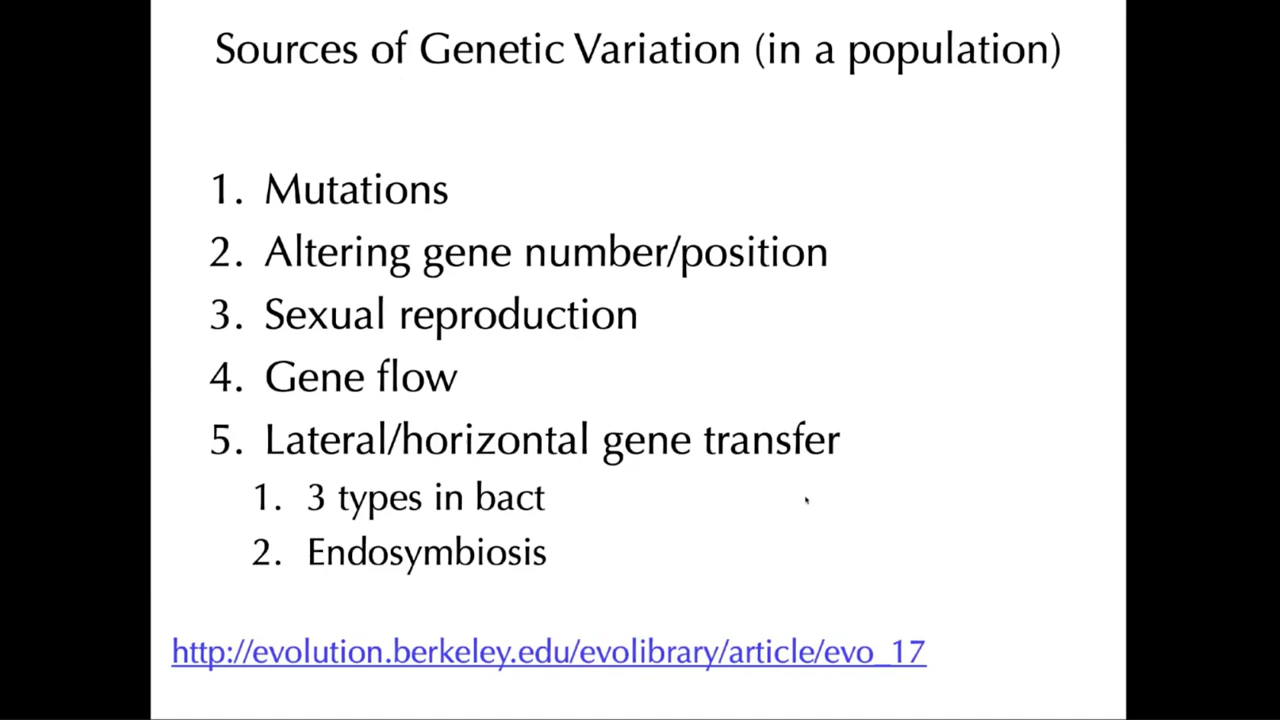 Sources of Genetic Variation (in a population)
1. Mutations
2. Altering gene number/position
3. Sexual reproduction
4. Gene flow
5. Lateral/horizontal gene transfer
1. 3 types in bact
2. Endosymbiosis
http://evolution.berkeley.edu/evolibrary/article/evo_17